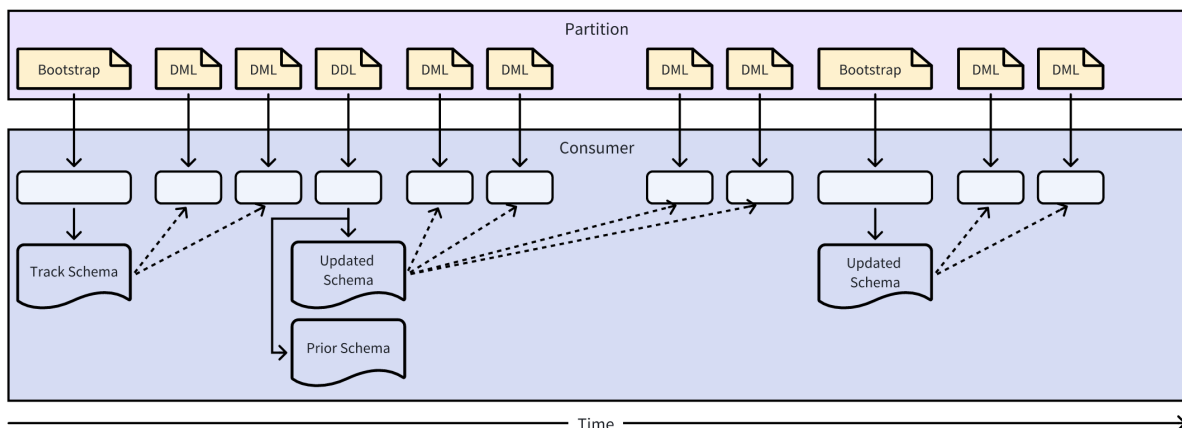 Partition
Bootstrap
DML
DML
DDL
DML
DML
DML
DML
Bootstrap
DML
DML
Consumer
Track Schema
Updated
Schema
Updated
Schema
Prior Schema
Time